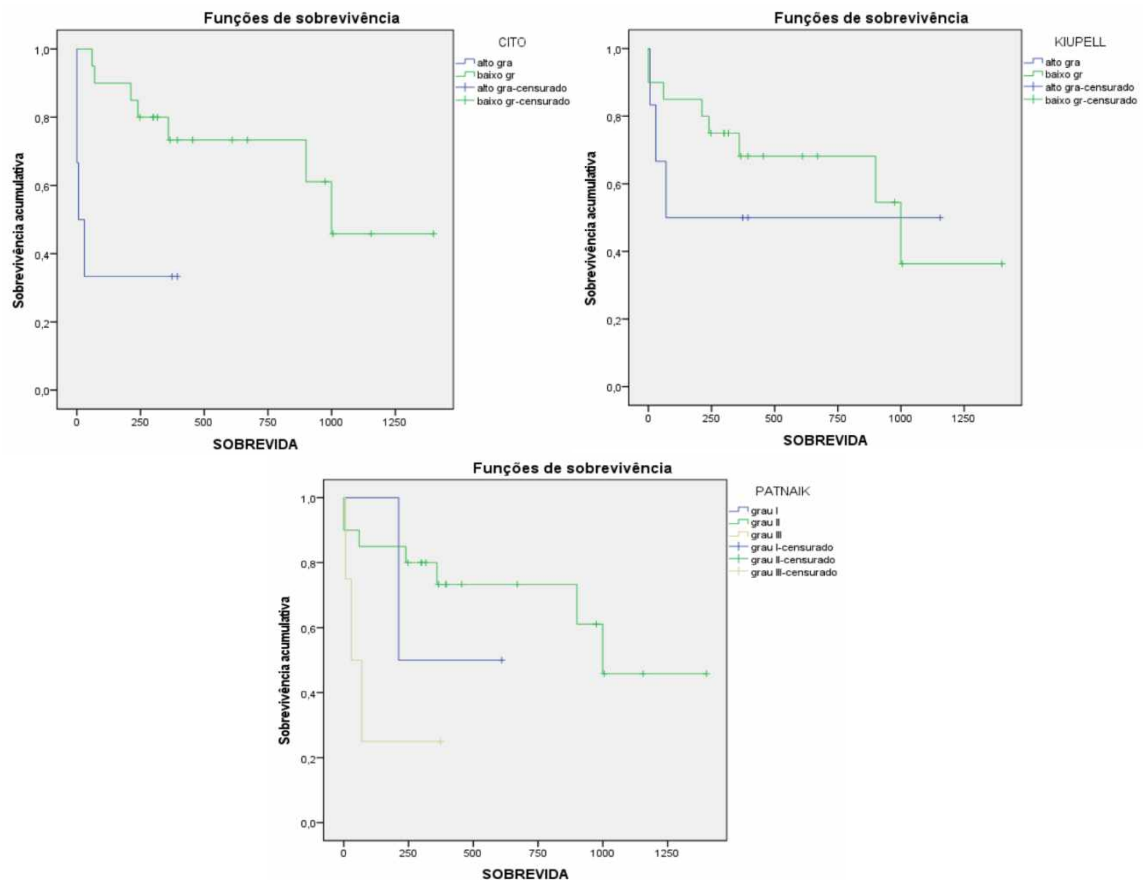 Funções de sobrevivência
CITO
alto gra
baixo gr
alto gra-censurado
baixo gr-censurado
Sobrevivência acumulativa
1,0
0,8
0,6
0,4
0,2
0,0
0 250 500 750 1000 1250
SOBREVIDA
Funções de sobrevivência
KIUPELL
alto gra
baixo gr
alto gra-censurado
baixo gr-censurado
Sobrevivência acumulativa
1,0
0,8
0,6
0,4
0,2
0,0
0 250 500 750 1000 1250
SOBREVIDA
Funções de sobrevivência
PATNAIK
grau I
grau II
grau III
grau I-censurado
grau II-censurado
grau III-censurado
Sobrevivência acumulativa
1,0
0,8
0,6
0,4
0,2
0,0
0 250 500 750 1000 1250
SOBREVIDA